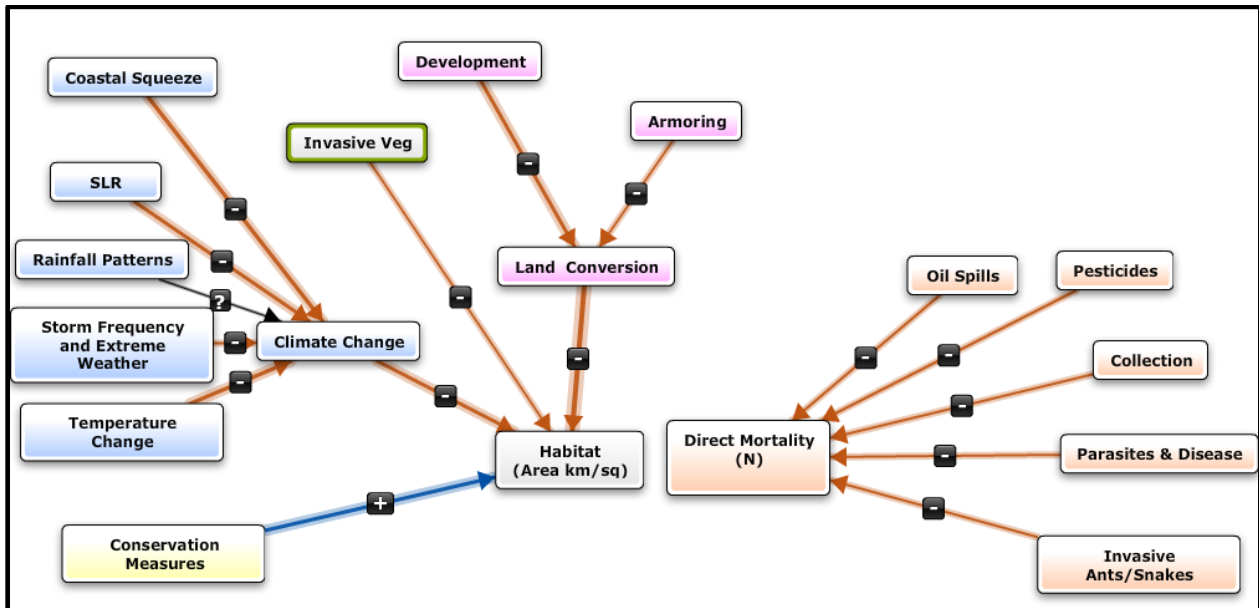 Coastal Squeeze
Development
Armoring
Invasive Veg
-
-
SLR
-
-
Rainfall Patterns
Land  Conversion
Oil Spills
Pesticides
?
-
Storm Frequency
and Extreme
Weather
-
Climate Change
-
-
-
Collection
Temperature
Change
-
-
-
Habitat
(Area km/sq)
Direct Mortality
(N)
-
Parasites & Disease
+
-
Conservation
Measures
Invasive
Ants/Snakes